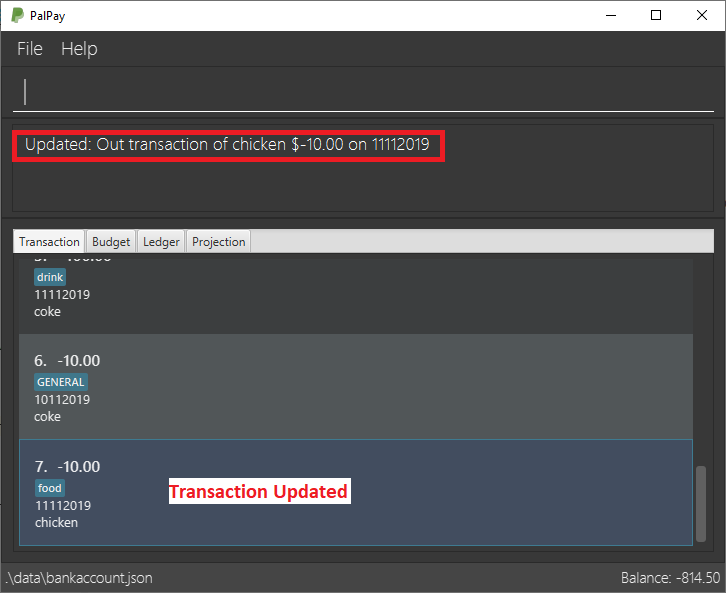 PalPay
File Help
Updated: Out transaction of chicken $-10.00 on 11112019
Transaction Budget Ledger Projection
drink
11112019
coke
6. -10.00
GENERAL
10112019
coke
7. -10.00
food
11112019
chicken
Transaction Updated
.\data\bankaccount.json
Balance: -814.50